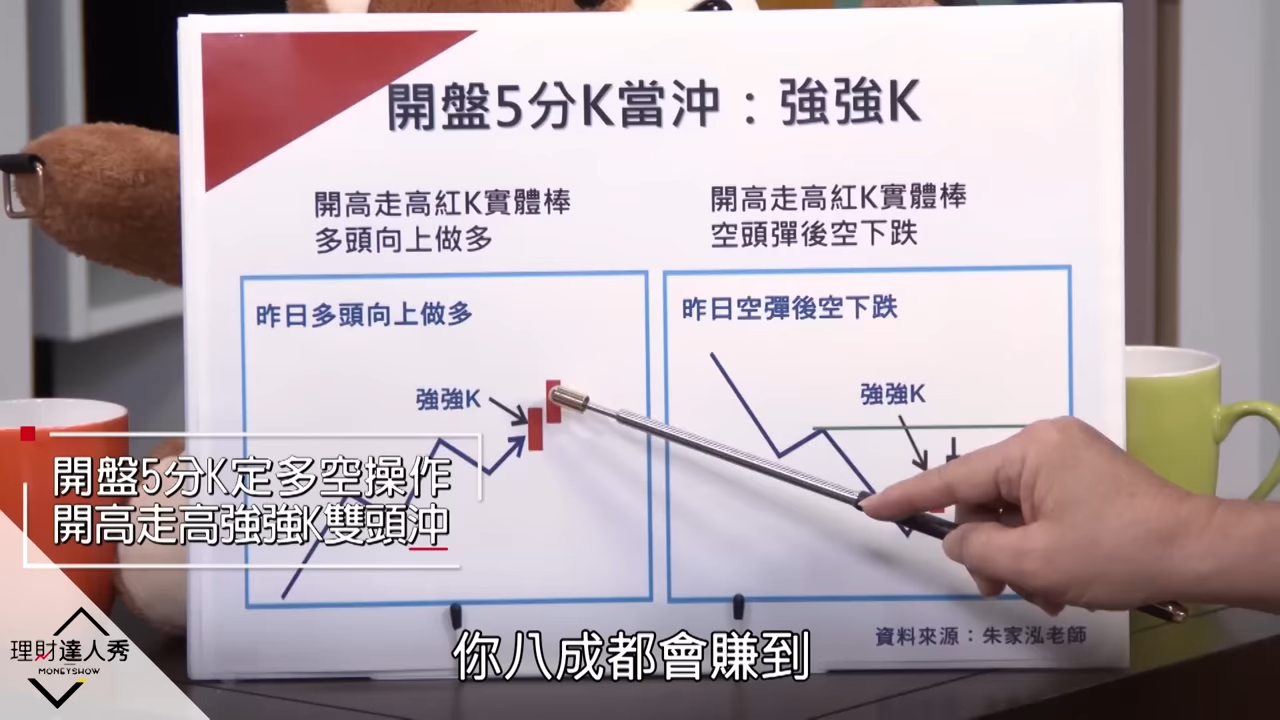 開盤5分K當沖：強強K
開高走高紅K實體棒
多頭向上做多
開高走高紅K實體棒
空頭彈後空下跌
昨日多頭向上做多
強強K
昨日空彈後空下跌
強強K
開盤5分K定多空操作
開高走高強強K雙頭沖
資料來源：朱家泓老師
理財達人秀
MONEYSHOW
你八成都會賺到